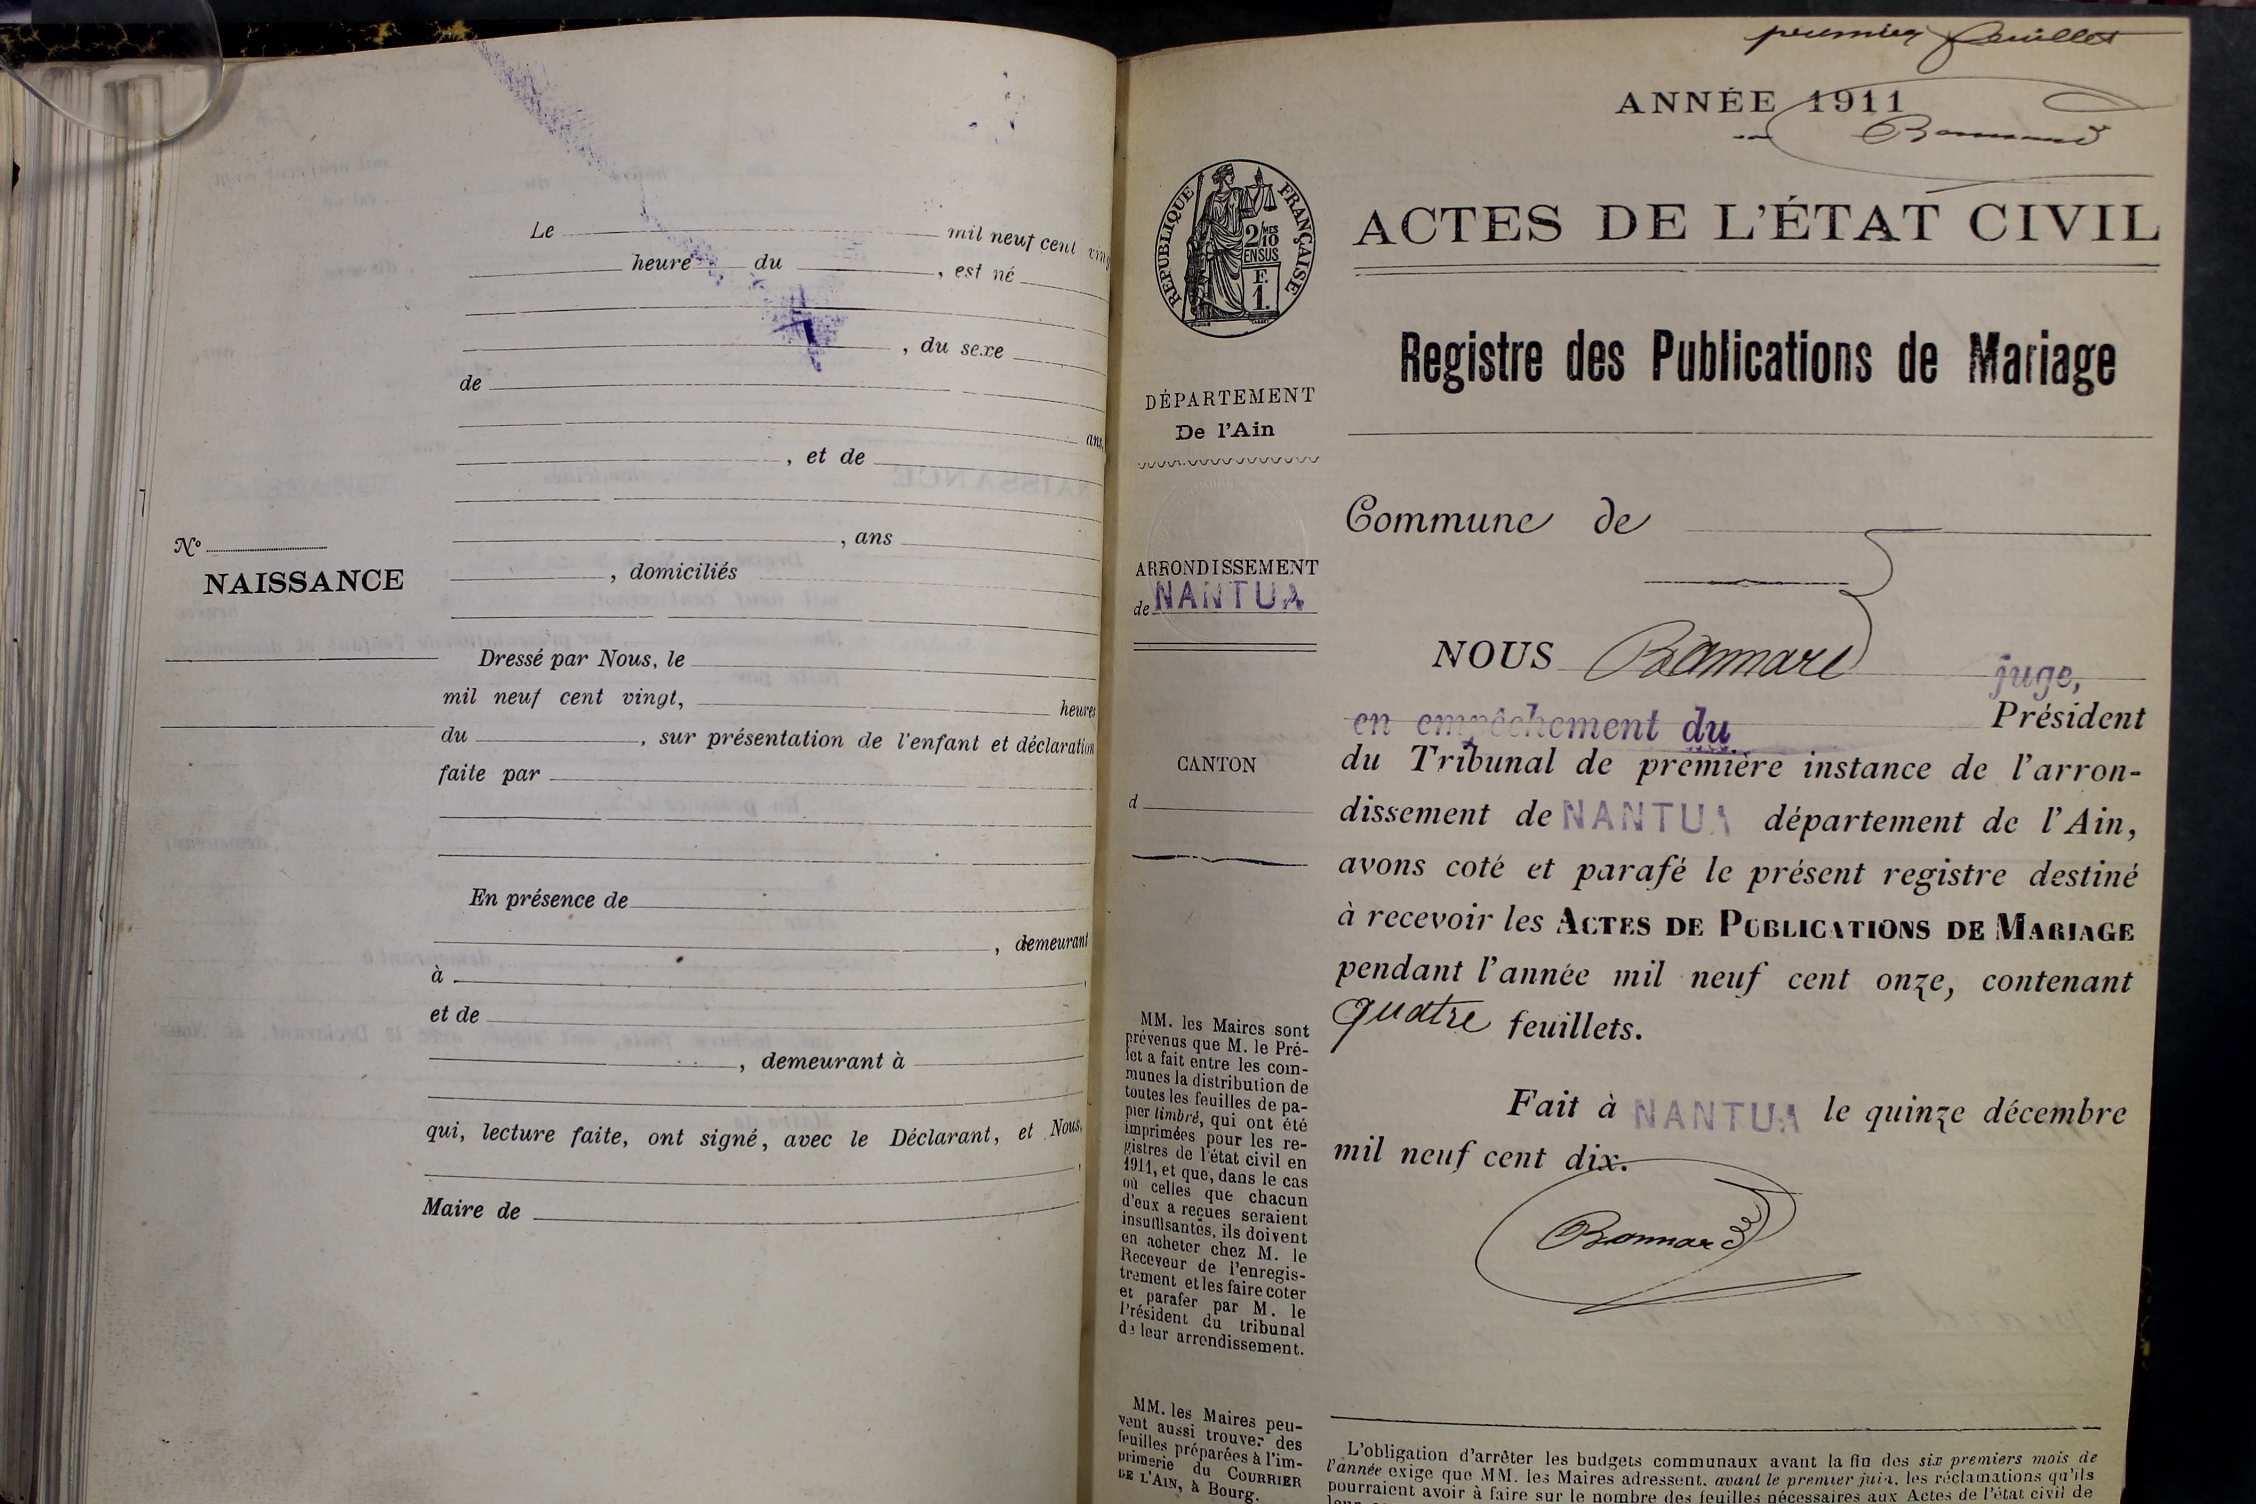 Le mil neuf cent ving
heure du , est né
, du sexe
de
ans,
, et de
, ans
, domiciliés
N°
NAISSANCE
Dressé par Nous, le
mil neuf cent vingt, heures
du , sur présentation de l'enfant et déclaration
faite par
En présence de
, demeurant
à
et de
, demeurant à
qui, lecture faite, ont signé, avec le Déclarant, et Nous,
Maire de
premier feuillet
ANNÉE 1911
Bonnard
ACTES DE L'ÉTAT CIVIL
RÉPUBLIQUE FRANÇAISE
2/10 MES
EN SUS
F.
1.
Registre des Publications de Mariage
DÉPARTEMENT
De l'Ain
ARRONDISSEMENT
de NANTUA
CANTON
d
MM. les Maires sont
prévenus que M. le Pré-
fet a fait entre les com-
munes la distribution de
toutes les feuilles de pa-
pier timbré, qui ont été
imprimées pour les re-
gistres de l'état civil en
1911, et que, dans le cas
où celles que chacun
d'eux a reçues seraient
insuffisantes, ils doivent
en acheter chez M. le
Receveur de l'enregis-
trement et les faire coter
et parafer par M. le
Président du tribunal
de leur arrondissement.
MM. les Maires peu-
vent aussi trouver des
feuilles préparées à l'im-
primerie du COURRIER
DE L'AIN, à Bourg.
Commune de
NOUS Bonnard juge,
en empêchement du Président
du Tribunal de première instance de l'arron-
dissement de NANTUA département de l'Ain,
avons coté et parafé le présent registre destiné
à recevoir les ACTES DE PUBLICATIONS DE MARIAGE
pendant l'année mil neuf cent onze, contenant
quatre feuillets.
Fait à NANTUA le quinze décembre
mil neuf cent dix.
Bonnard
L'obligation d'arrêter les budgets communaux avant la fin des six premiers mois de
l'année exige que MM. les Maires adressent, avant le premier juin, les réclamations qu'ils
pourraient avoir à faire sur le nombre des feuilles nécessaires aux Actes de l'état civil de